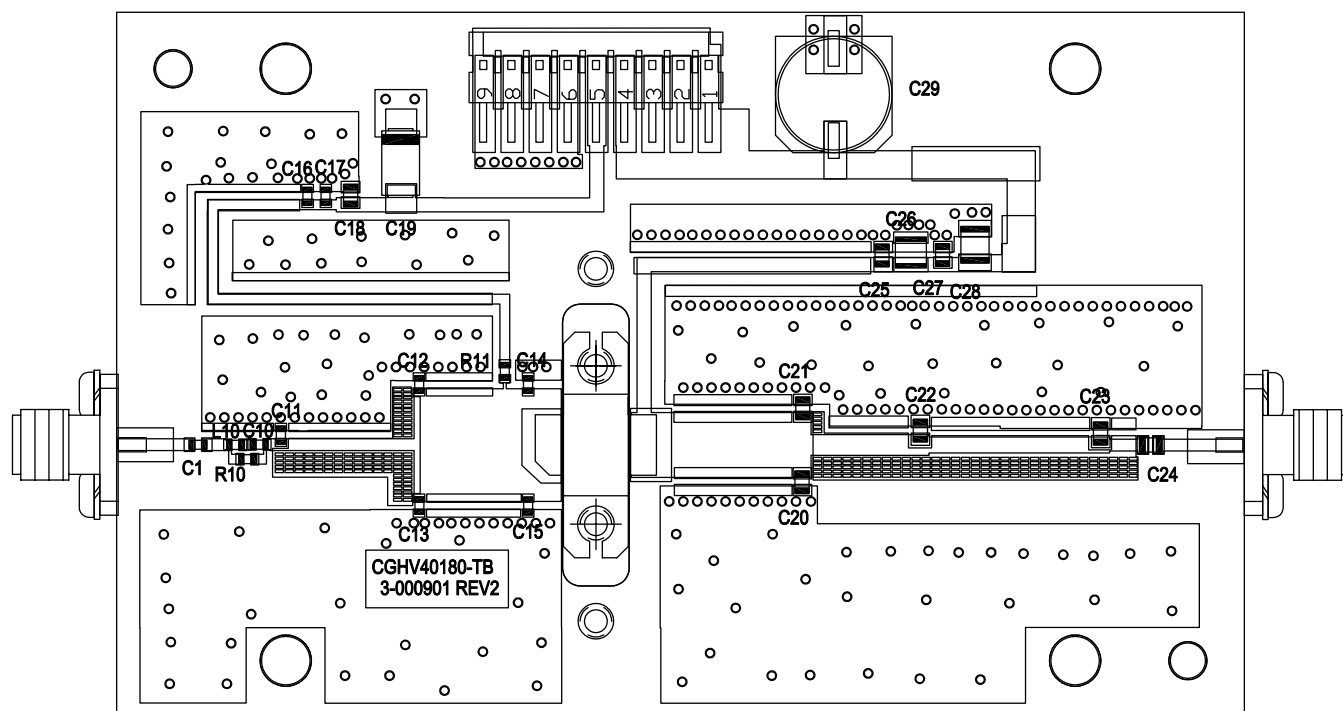 9 8 7 6 5 4 3 2 1
C29
C16 C17
C18 C19
C26
C25 C27 C28
C12 R11 C14
C21
C22 C23
C11
L10 C10
C1 R10
C24
C13 C15
C20
CGHV40180-TB
3-000901 REV2